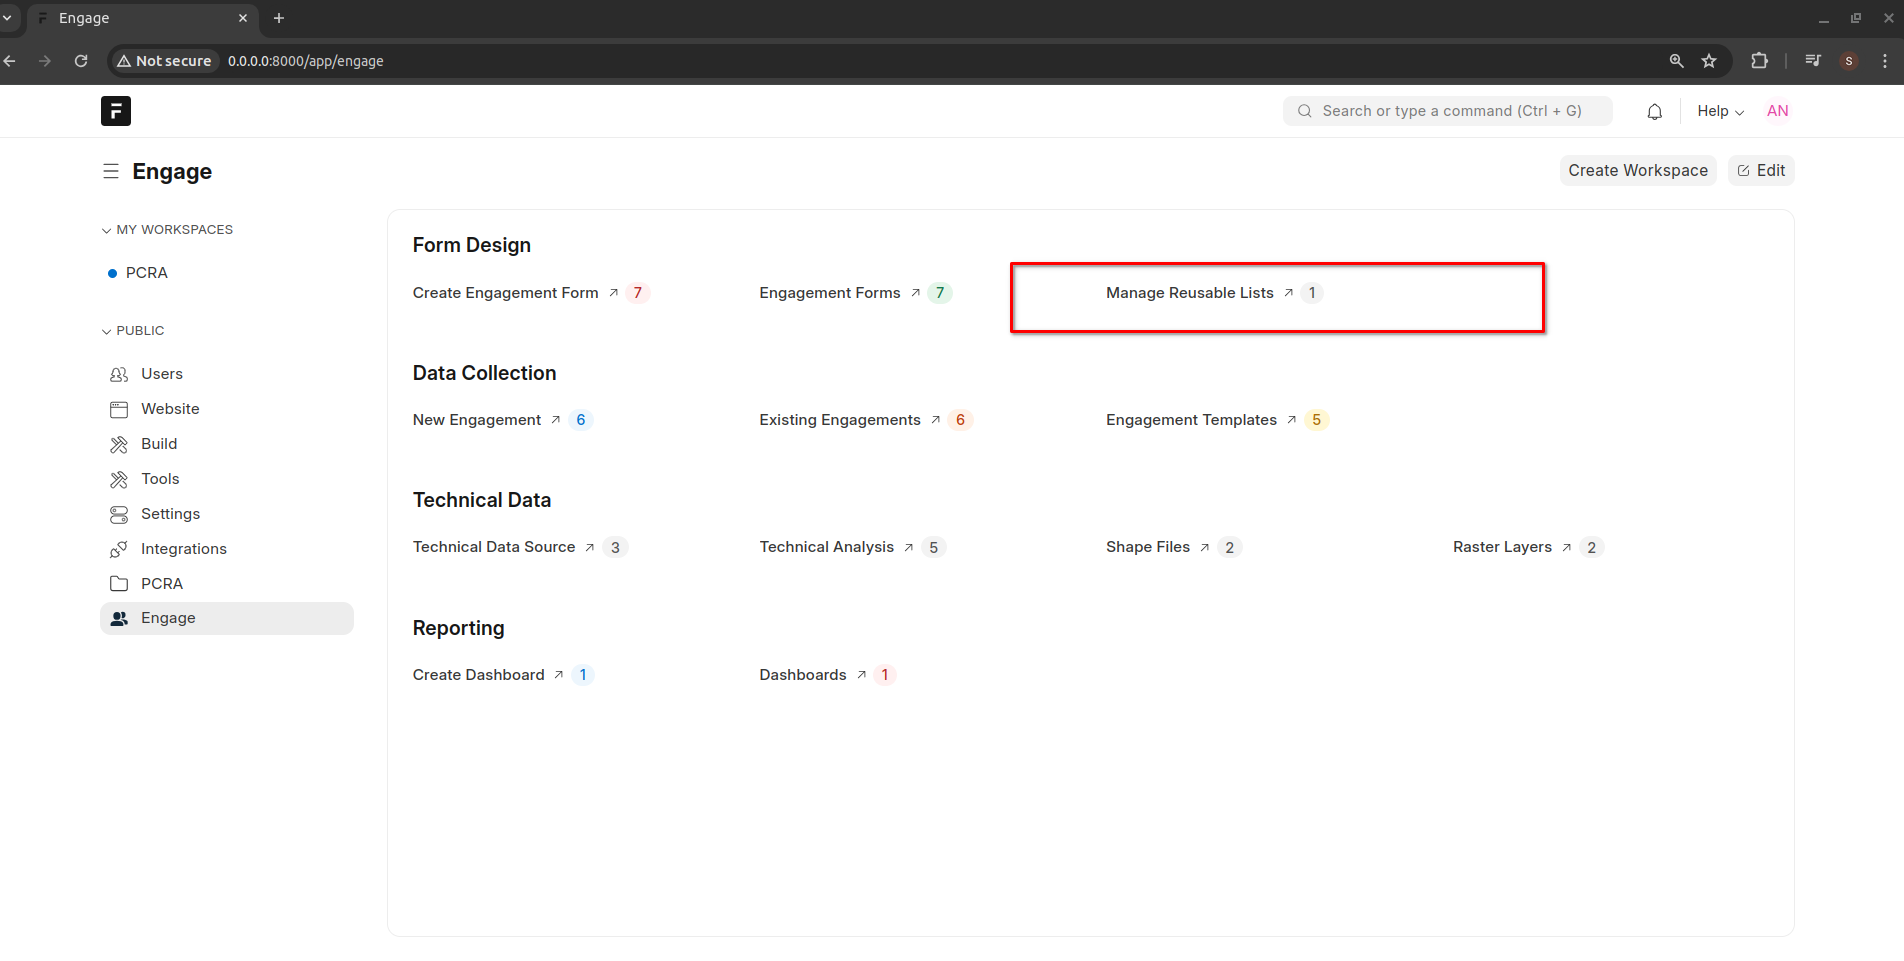 Engage
Not secure 0.0.0.0:8000/app/engage S
F Search or type a command (Ctrl + G) Help AN
Engage Create Workspace Edit
MY WORKSPACES
PCRA
PUBLIC
Users
Website
Build
Tools
Settings
Integrations
PCRA
Engage
Form Design
Create Engagement Form 7 Engagement Forms 7 Manage Reusable Lists 1
Data Collection
New Engagement 6 Existing Engagements 6 Engagement Templates 5
Technical Data
Technical Data Source 3 Technical Analysis 5 Shape Files 2 Raster Layers 2
Reporting
Create Dashboard 1 Dashboards 1